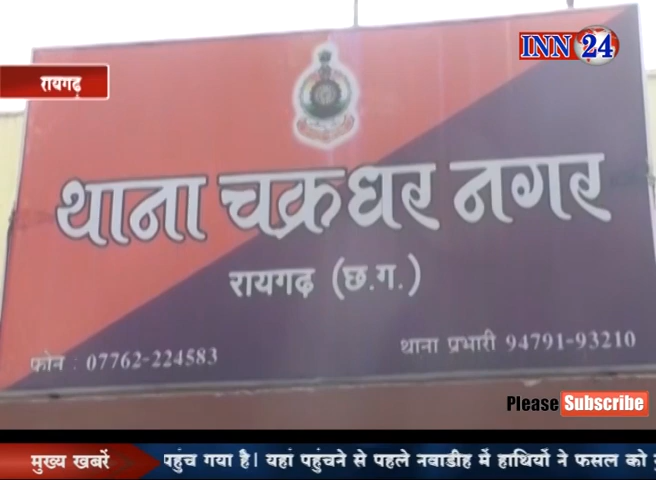 INN 24
रायगढ़
थाना चक्रधर नगर
रायगढ़ (छ.ग.)
फोन : 07762-224583
थाना प्रभारी 94791-93210
Please Subscribe
मुख्य खबरें
पहुंच गया है। यहां पहुंचने से पहले नवाडीह में हाथियों ने फसल को